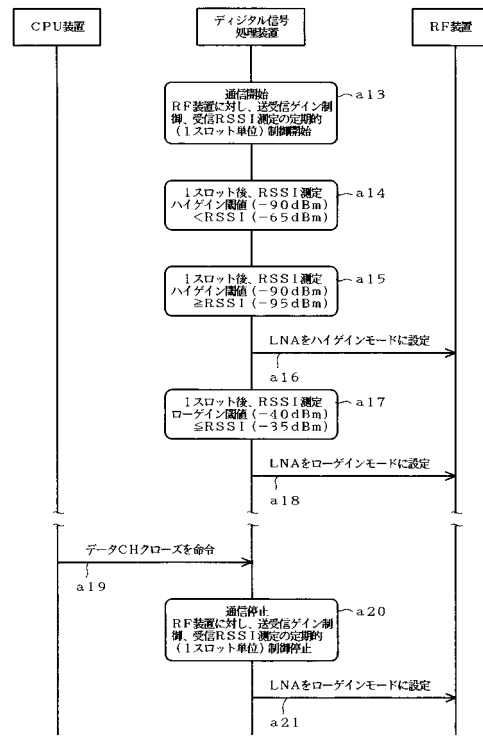 CPU装置
ディジタル信号
処理装置
RF装置
通信開始
RF装置に対し、送受信ゲイン制
御、受信RSSI測定の定期的
(1スロット単位)制御開始
a13
1スロット後、RSSI測定
ハイゲイン閾値(-90dBm)
<RSSI(-65dBm)
a14
1スロット後、RSSI測定
ハイゲイン閾値(-90dBm)
≧RSSI(-95dBm)
a15
LNAをハイゲインモードに設定
a16
1スロット後、RSSI測定
ローゲイン閾値(-40dBm)
≦RSSI(-35dBm)
a17
LNAをローゲインモードに設定
a18
データCHクローズを命令
a19
通信停止
RF装置に対し、送受信ゲイン制
御、受信RSSI測定の定期的
(1スロット単位)制御停止
a20
LNAをローゲインモードに設定
a21